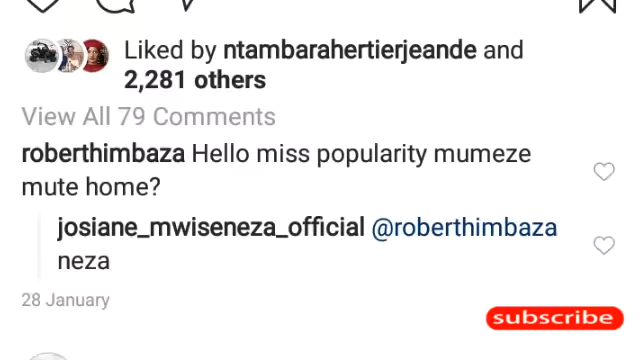 Liked by ntambarahertierjeande and
2,281 others
View All 79 Comments
roberthimbaza Hello miss popularity mumeze
mute home?
josiane_mwiseneza_official @roberthimbaza
neza
28 January
subscribe